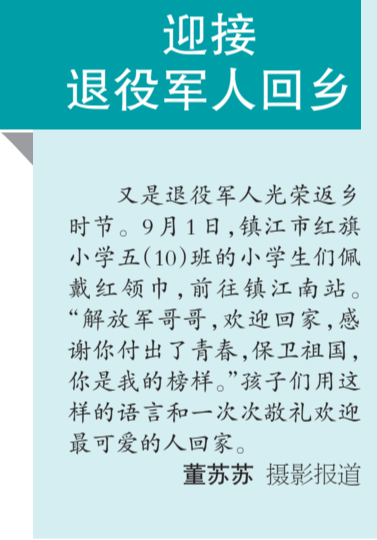 迎接
退役军人回乡
又是退役军人光荣返乡
时节。9月1日,镇江市红旗
小学五(10)班的小学生们佩
戴红领巾,前往镇江南站。
“解放军哥哥,欢迎回家,感
谢你付出了青春,保卫祖国,
你是我的榜样。”孩子们用这
样的语言和一次次敬礼欢迎
最可爱的人回家。
董苏苏 摄影报道